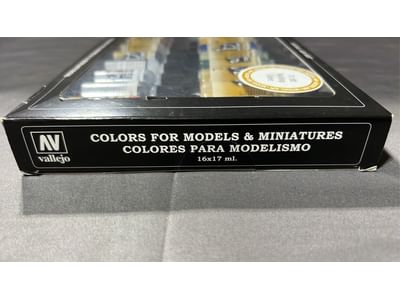 AV
vallejo
COLORS FOR MODELS & MINIATURES
COLORES PARA MODELISMO
16x17 ml.